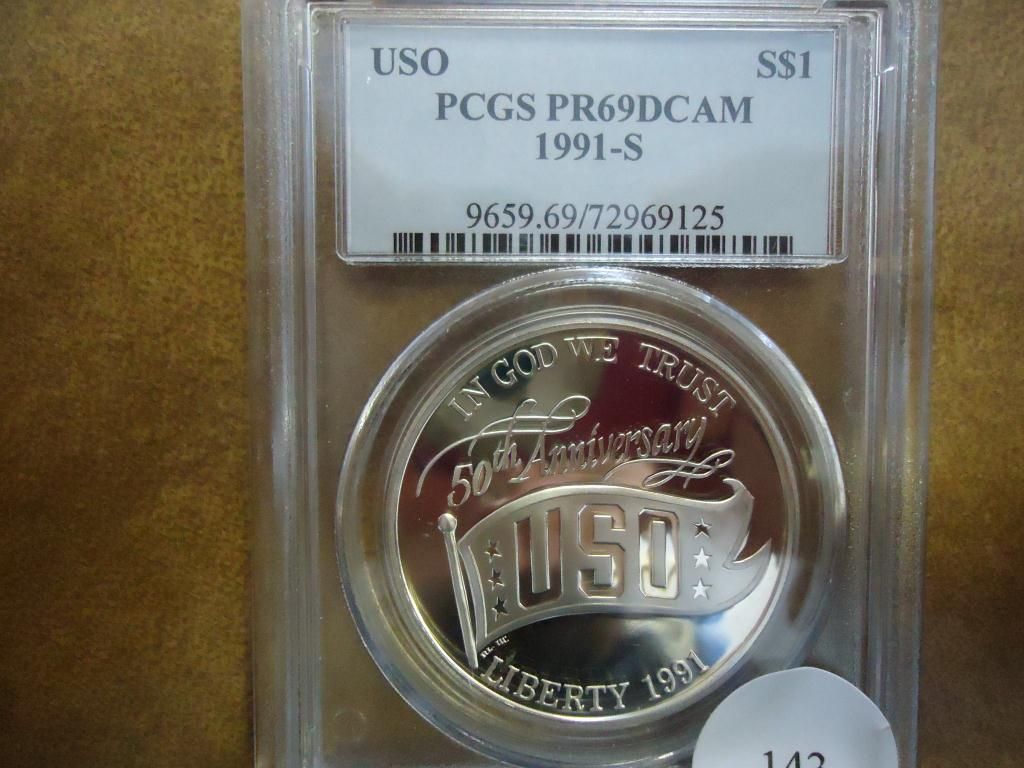 USO S$1
PCGS PR69DCAM
1991-S
9659.69/72969125
IN GOD WE TRUST
50th Anniversary
USO
LIBERTY 1991